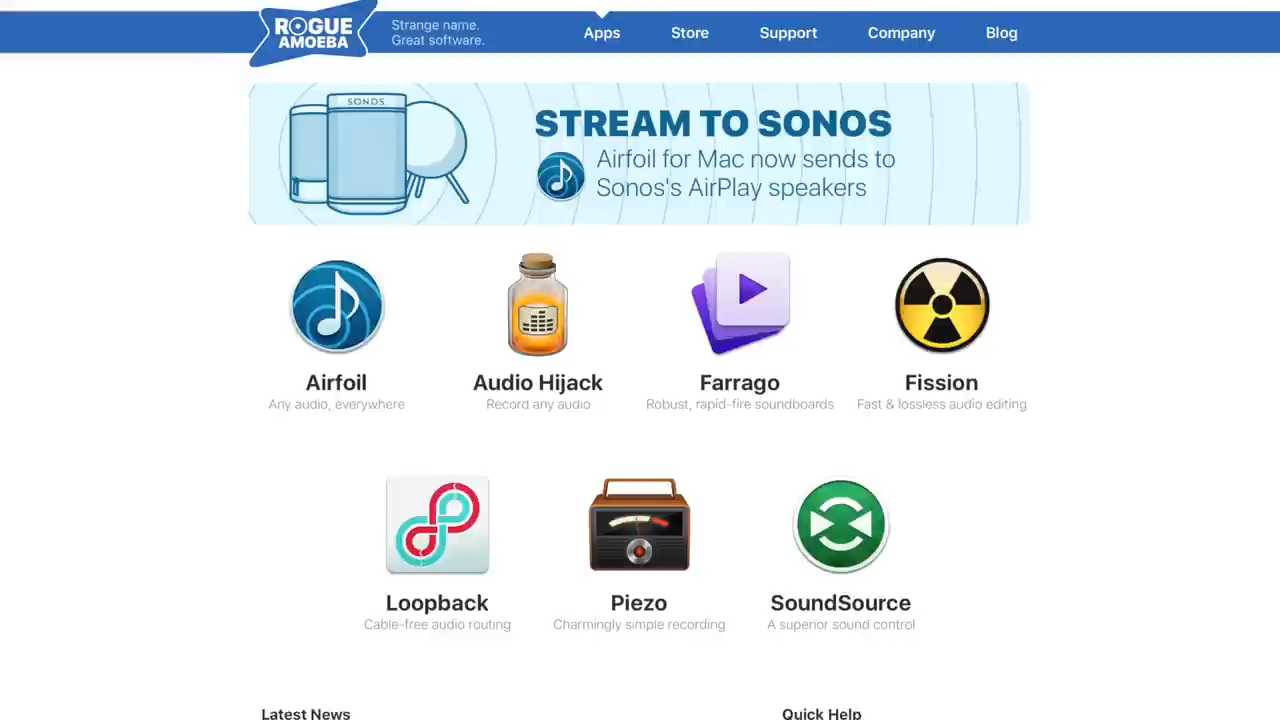 ROGUE
AMOEBA
Strange name.
Great software.
Apps
Store
Support
Company
Blog
SONOS
STREAM TO SONOS
Airfoil for Mac now sends to
Sonos's AirPlay speakers
Airfoil
Any audio, everywhere
Audio Hijack
Record any audio
Farrago
Robust, rapid-fire soundboards
Fission
Fast & lossless audio editing
Loopback
Cable-free audio routing
Piezo
Charmingly simple recording
SoundSource
A superior sound control
Latest News
Quick Help